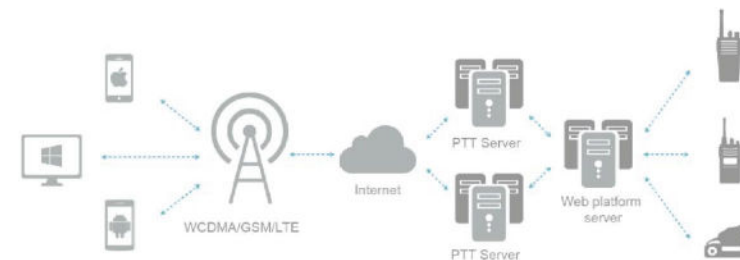 PTT Server
Internet
Web platform
server
WCDMA/GSM/LTE
PTT Server